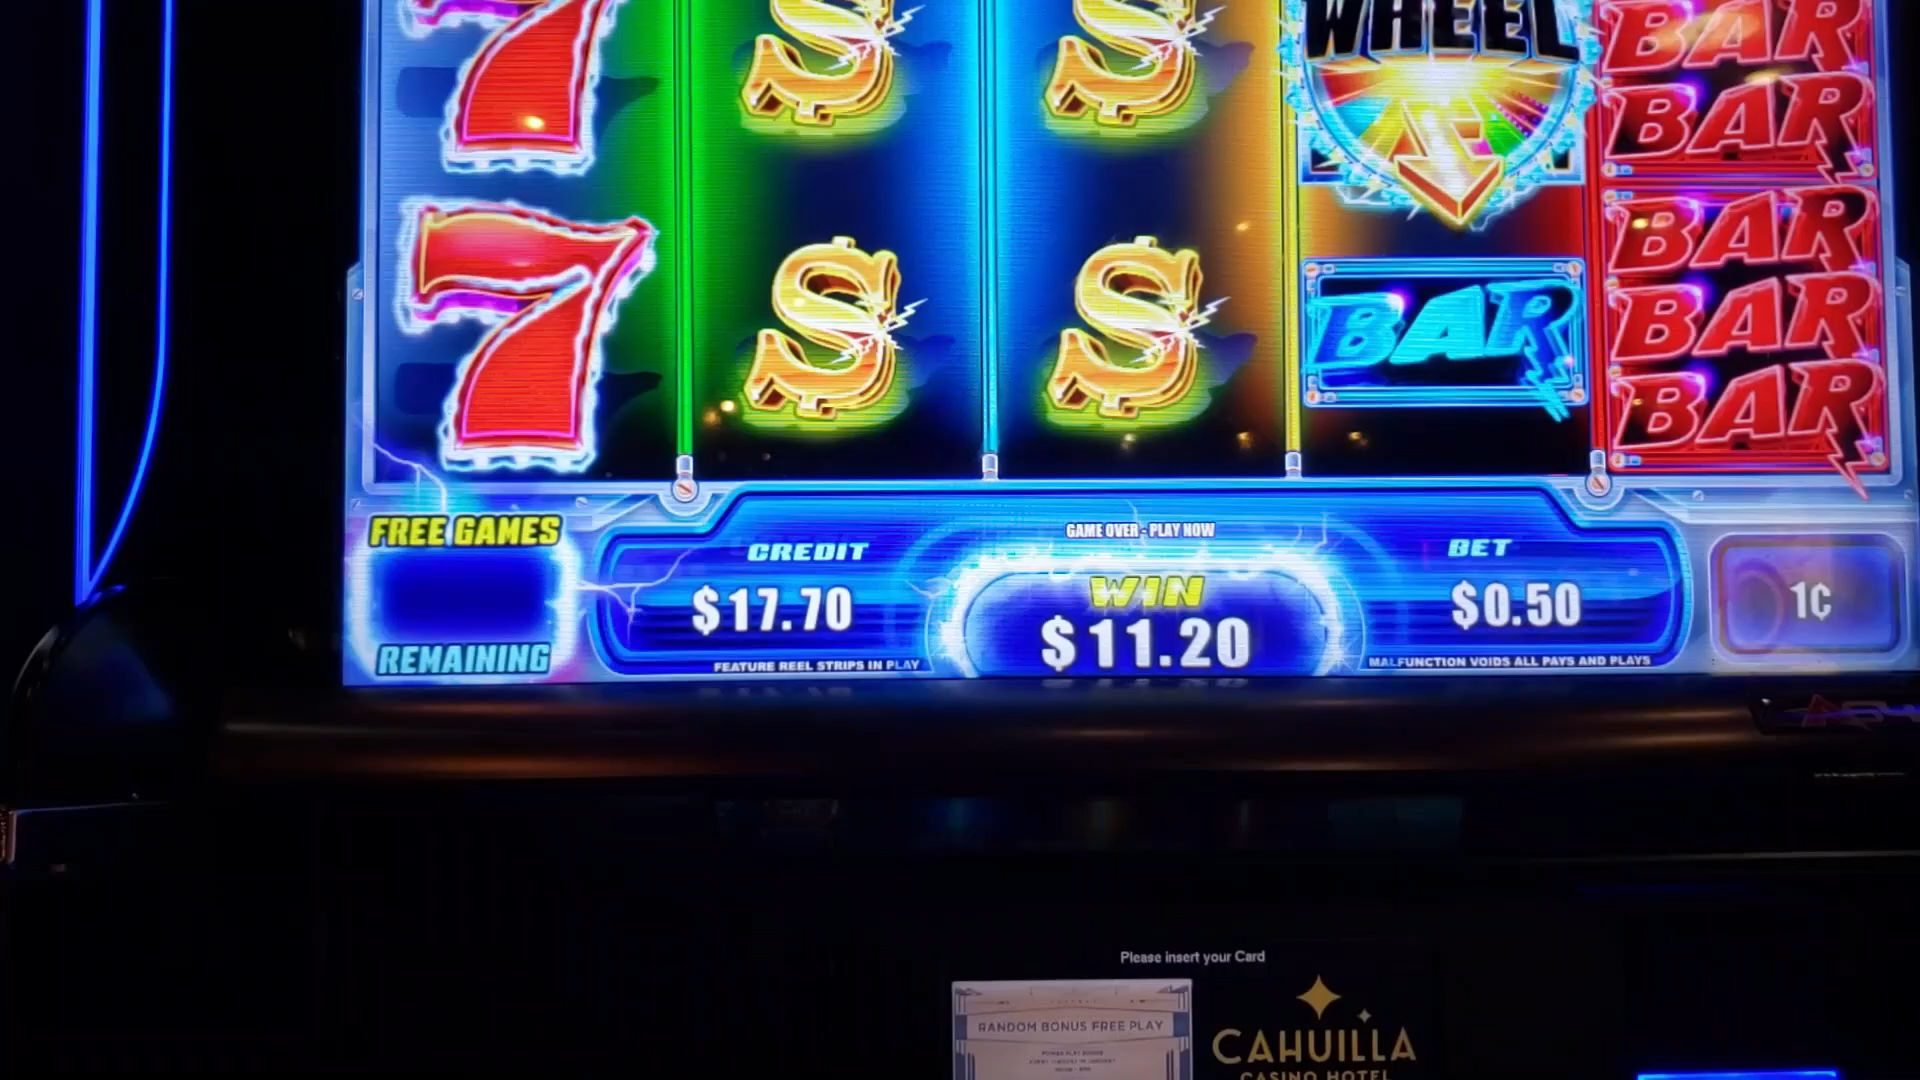 7 S S WHEEL BAR
BAR
7 S S BAR BAR
BAR
BAR
FREE GAMES
REMAINING
CREDIT
$17.70
FEATURE REEL STRIPS IN PLAY
GAME OVER - PLAY NOW
WIN
$11.20
BET
$0.50
MALFUNCTION VOIDS ALL PAYS AND PLAYS
1¢
Please insert your Card
RANDOM BONUS FREE PLAY
CAHUILLA
CASINO HOTEL